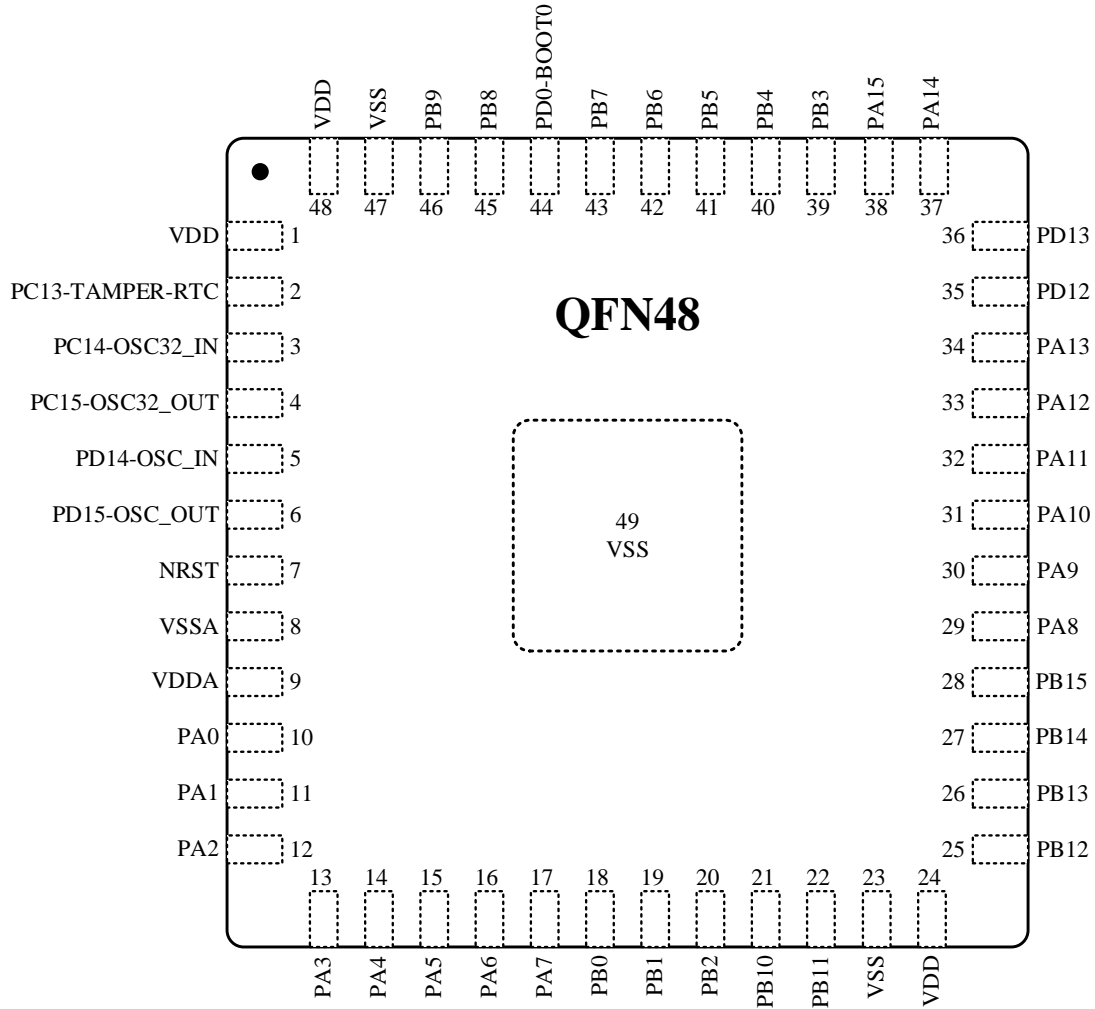 VDD
VSS
PB9
PB8
PD0-BOOT0
PB7
PB6
PB5
PB4
PB3
PA15
PA14
48
47
46
45
44
43
42
41
40
39
38
37
VDD 1
PC13-TAMPER-RTC 2
PC14-OSC32_IN 3
PC15-OSC32_OUT 4
PD14-OSC_IN 5
PD15-OSC_OUT 6
NRST 7
VSSA 8
VDDA 9
PA0 10
PA1 11
PA2 12
QFN48
49
VSS
36 PD13
35 PD12
34 PA13
33 PA12
32 PA11
31 PA10
30 PA9
29 PA8
28 PB15
27 PB14
26 PB13
25 PB12
13
14
15
16
17
18
19
20
21
22
23
24
PA3
PA4
PA5
PA6
PA7
PB0
PB1
PB2
PB10
PB11
VSS
VDD